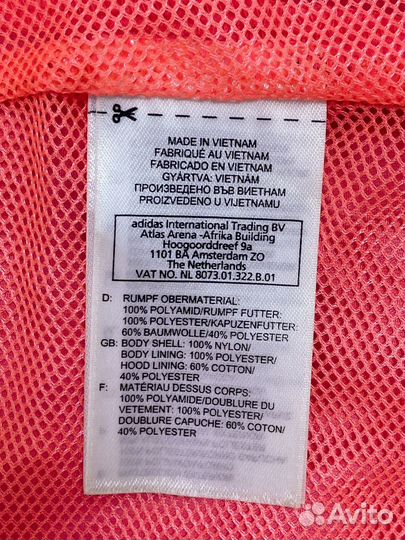 MADE IN VIETNAM
FABRIQUÉ AU VIETNAM
FABRICADO EN VIETNAM
GYÁRTVA: VIETNÁM
ПРОИЗВЕДЕНО ВЪВ ВИЕТНАМ
PROIZVEDENO U VIJETNAMU
adidas International Trading BV
Atlas Arena -Afrika Building
Hoogoorddreef 9a
1101 BA Amsterdam ZO
The Netherlands
VAT NO. NL 8073.01.322.B.01
D: RUMPF OBERMATERIAL:
100% POLYAMID/RUMPF FUTTER:
100% POLYESTER/KAPUZENFUTTER:
60% BAUMWOLLE/40% POLYESTER
GB: BODY SHELL: 100% NYLON/
BODY LINING: 100% POLYESTER/
HOOD LINING: 60% COTTON/
40% POLYESTER
F: MATÉRIAU DESSUS CORPS:
100% POLYAMIDE/DOUBLURE DU
VETEMENT: 100% POLYESTER/
DOUBLURE CAPUCHE: 60% COTON/
40% POLYESTER
Avito